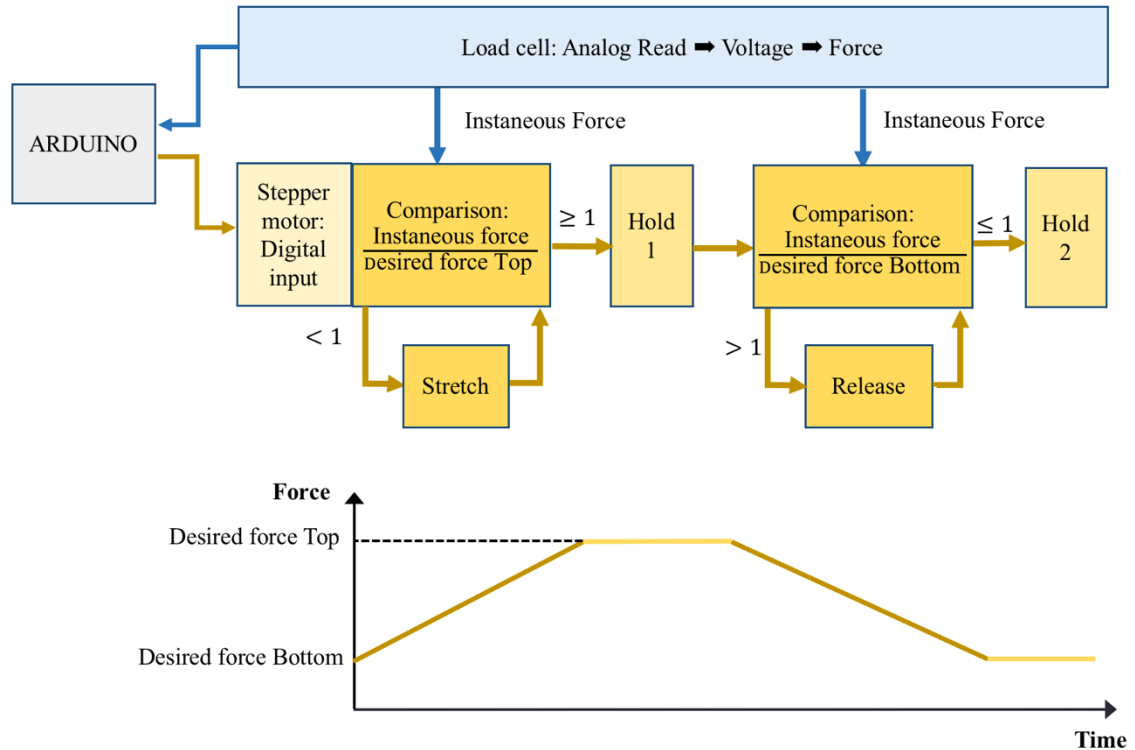 Load cell: Analog Read ➡ Voltage ➡ Force
ARDUINO
Instaneous Force
Instaneous Force
Stepper
motor:
Digital
input
Comparison:
Instaneous force
Desired force Top
≥ 1
Hold
1
Comparison:
Instaneous force
Desired force Bottom
≤ 1
Hold
2
< 1
Stretch
> 1
Release
Force
Desired force Top
Desired force Bottom
Time